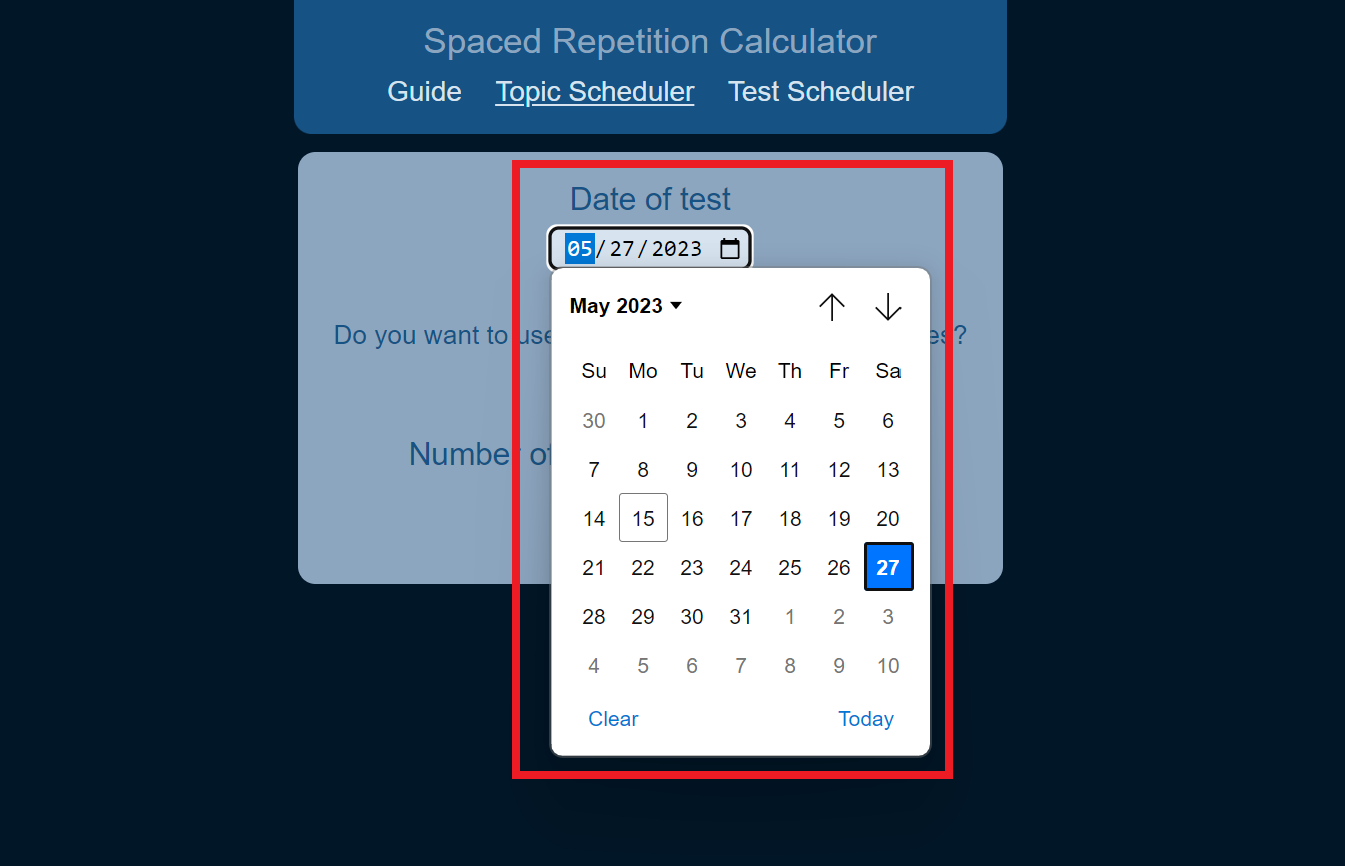 Spaced Repetition Calculator
Guide Topic Scheduler Test Scheduler
Date of test
05/27/2023
May 2023
Do you want to use es?
Su Mo Tu We Th Fr Sa
30 1 2 3 4 5 6
Number of
7 8 9 10 11 12 13
14 15 16 17 18 19 20
21 22 23 24 25 26 27
28 29 30 31 1 2 3
4 5 6 7 8 9 10
Clear Today